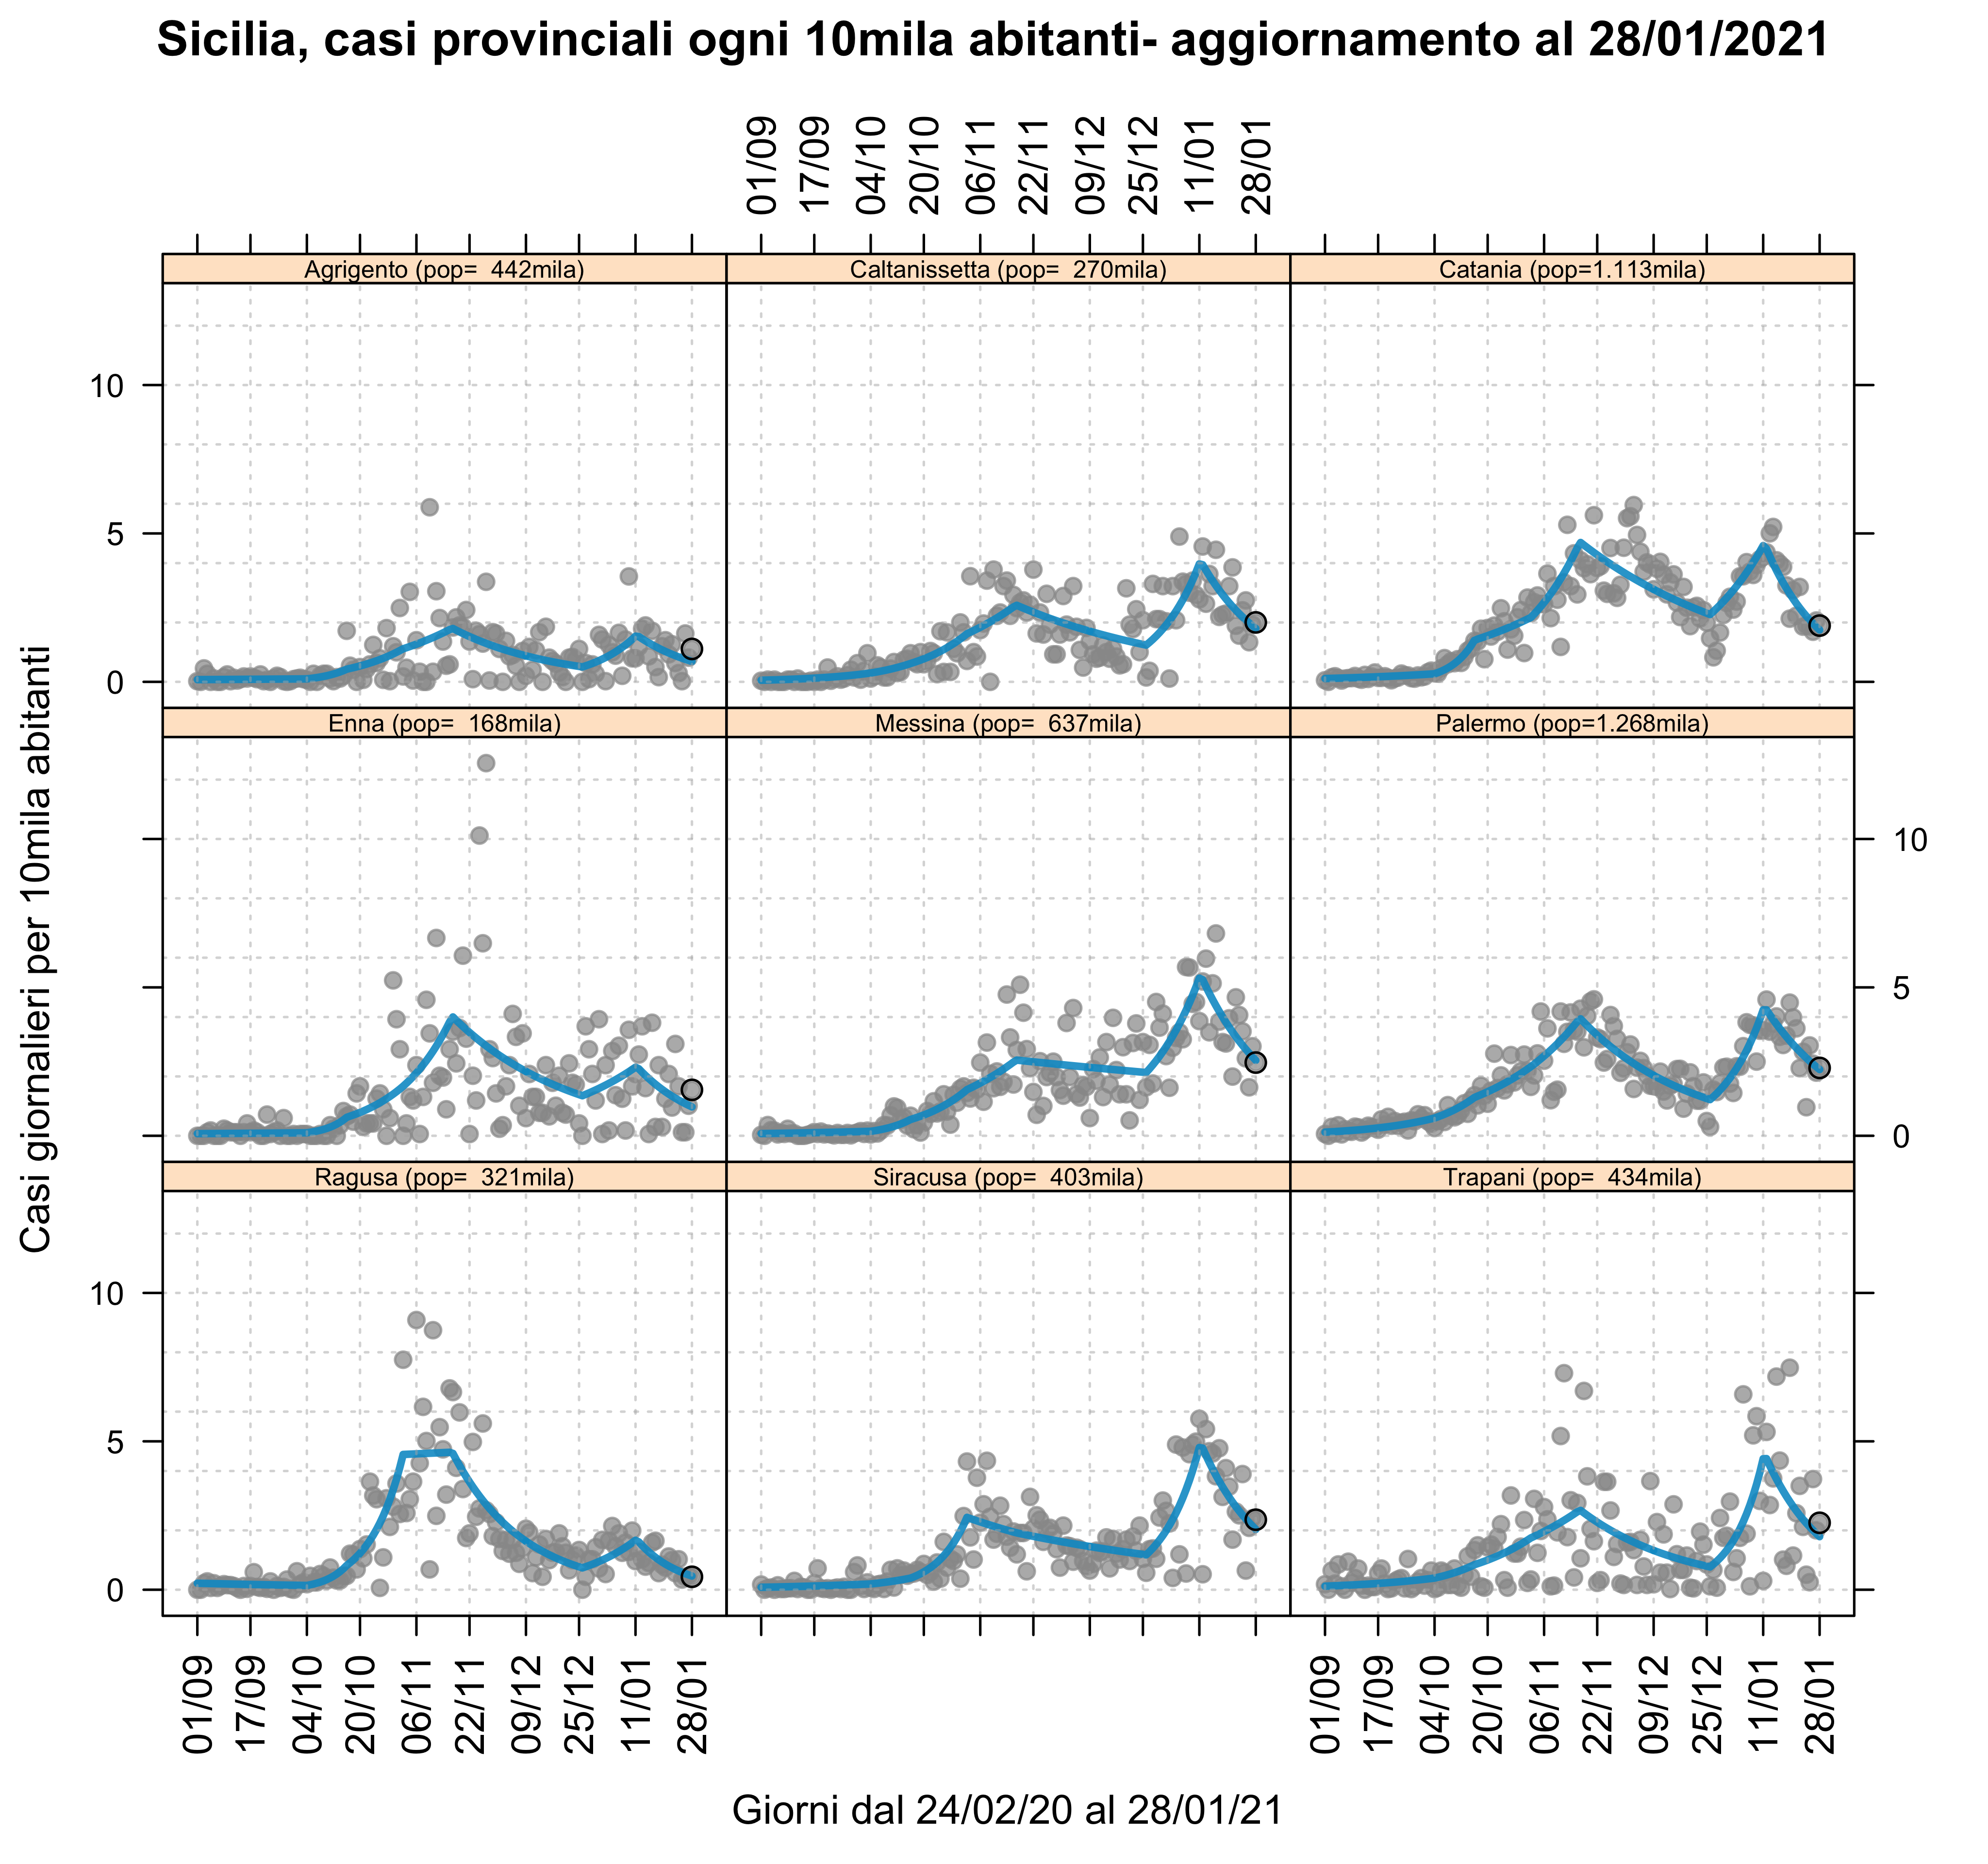 Sicilia, casi provinciali ogni 10mila abitanti- aggiornamento al 28/01/2021
01/09 17/09 04/10 20/10 06/11 22/11 09/12 25/12 11/01 28/01
Agrigento (pop=  442mila)
Caltanissetta (pop=  270mila)
Catania (pop=1.113mila)
10
5
0
Enna (pop=  168mila)
Messina (pop=  637mila)
Palermo (pop=1.268mila)
10
5
0
Ragusa (pop=  321mila)
Siracusa (pop=  403mila)
Trapani (pop=  434mila)
10
5
0
Casi giornalieri per 10mila abitanti
01/09 17/09 04/10 20/10 06/11 22/11 09/12 25/12 11/01 28/01
01/09 17/09 04/10 20/10 06/11 22/11 09/12 25/12 11/01 28/01
Giorni dal 24/02/20 al 28/01/21